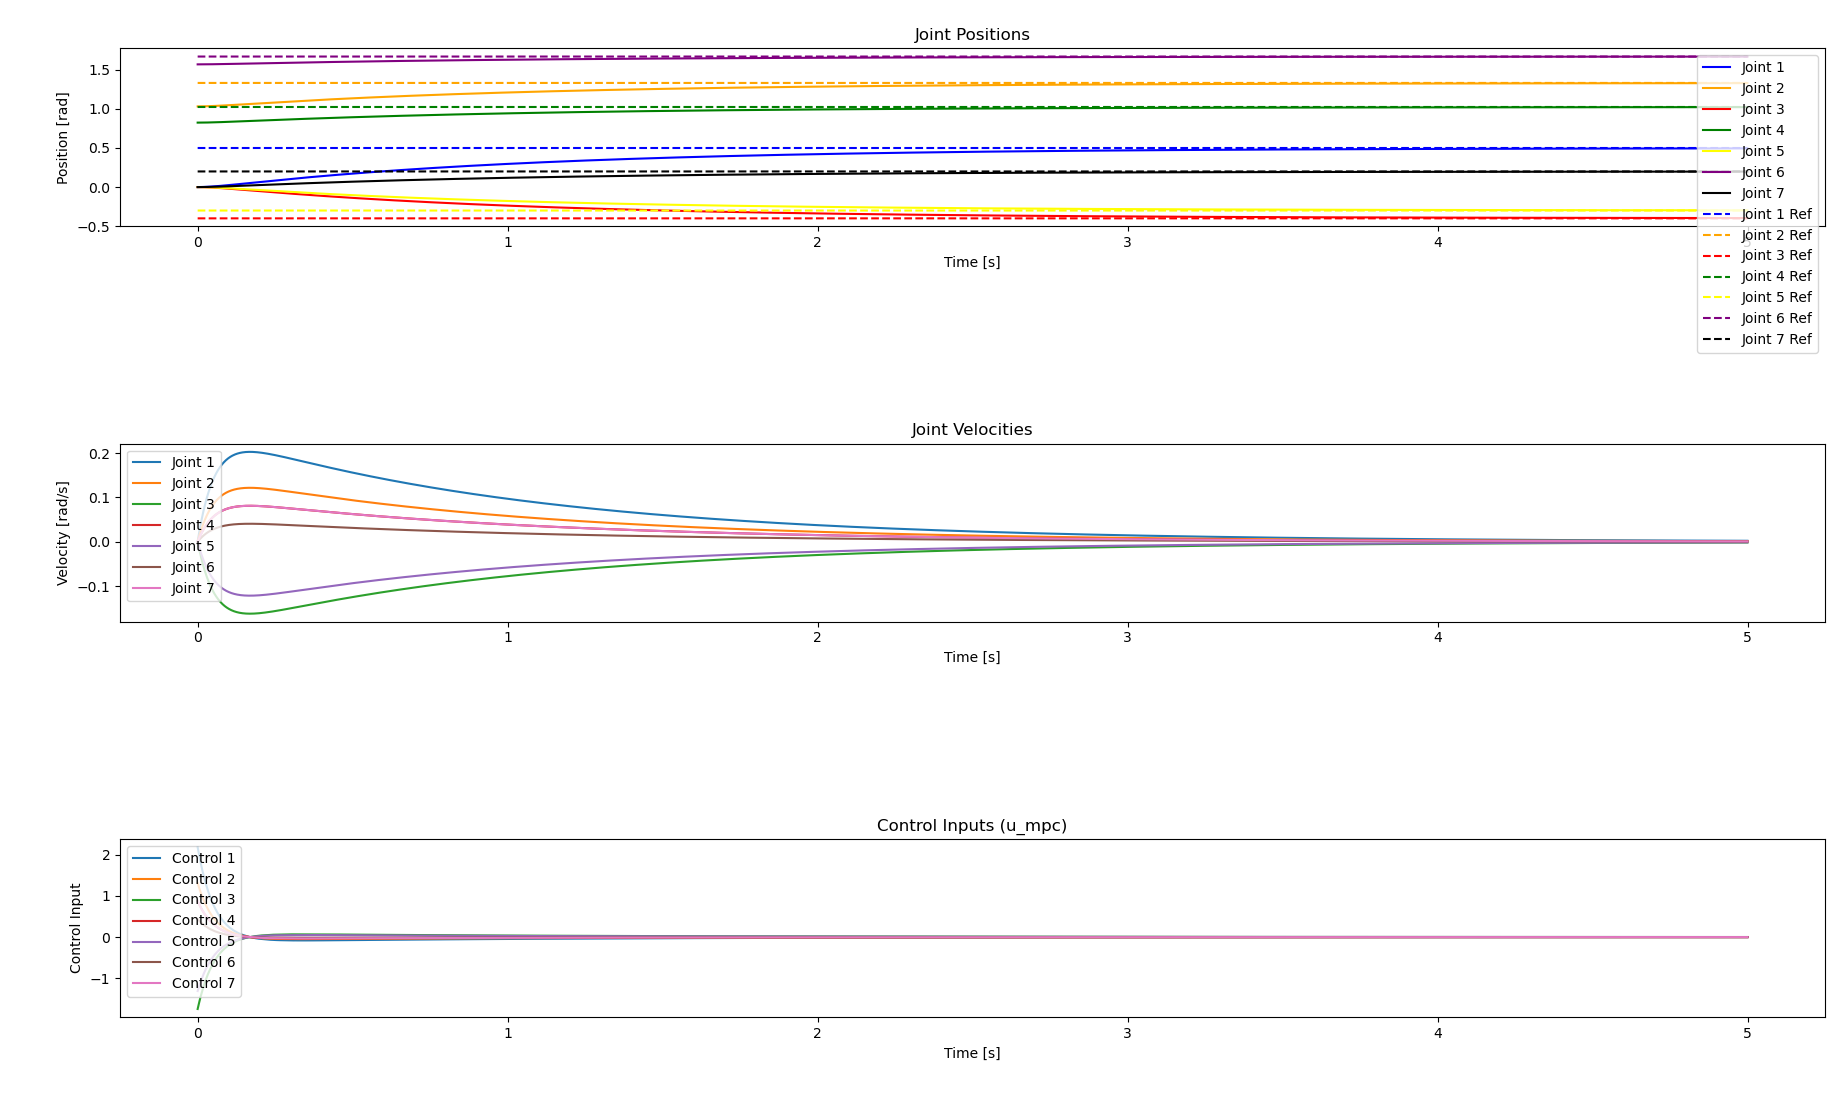 Joint Positions
Position [rad]
1.5
1.0
0.5
0.0
−0.5
0
1
2
3
4
5
Time [s]
Joint 1
Joint 2
Joint 3
Joint 4
Joint 5
Joint 6
Joint 7
Joint 1 Ref
Joint 2 Ref
Joint 3 Ref
Joint 4 Ref
Joint 5 Ref
Joint 6 Ref
Joint 7 Ref
Joint Velocities
Velocity [rad/s]
0.2
0.1
0.0
−0.1
Joint 1
Joint 2
Joint 3
Joint 4
Joint 5
Joint 6
Joint 7
0
1
2
3
4
5
Time [s]
Control Inputs (u_mpc)
Control Input
2
1
0
−1
Control 1
Control 2
Control 3
Control 4
Control 5
Control 6
Control 7
0
1
2
3
4
5
Time [s]